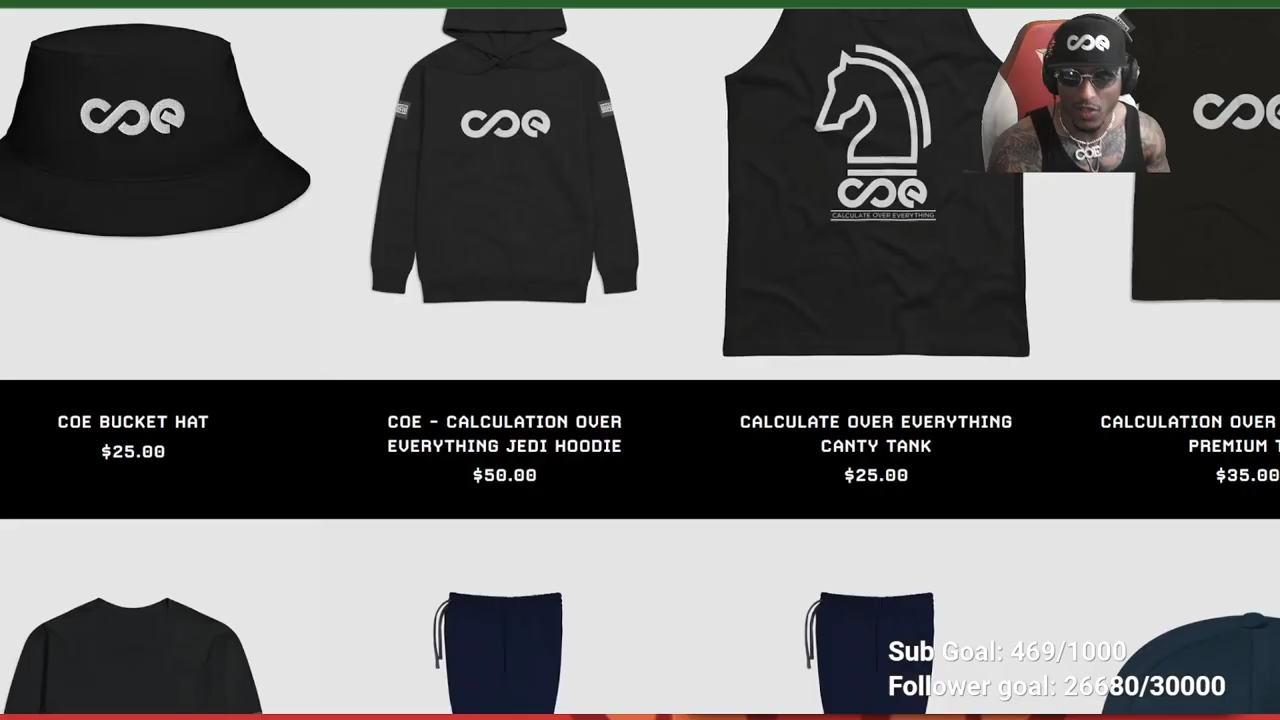 coe
coe
coe
CALCULATE OVER EVERYTHING
coe
COE
COE BUCKET HAT
$25.00
COE - CALCULATION OVER
EVERYTHING JEDI HOODIE
$50.00
CALCULATE OVER EVERYTHING
CANTY TANK
$25.00
CALCULATION OVER
PREMIUM
$35.00
Sub Goal: 469/1000
Follower goal: 26680/30000